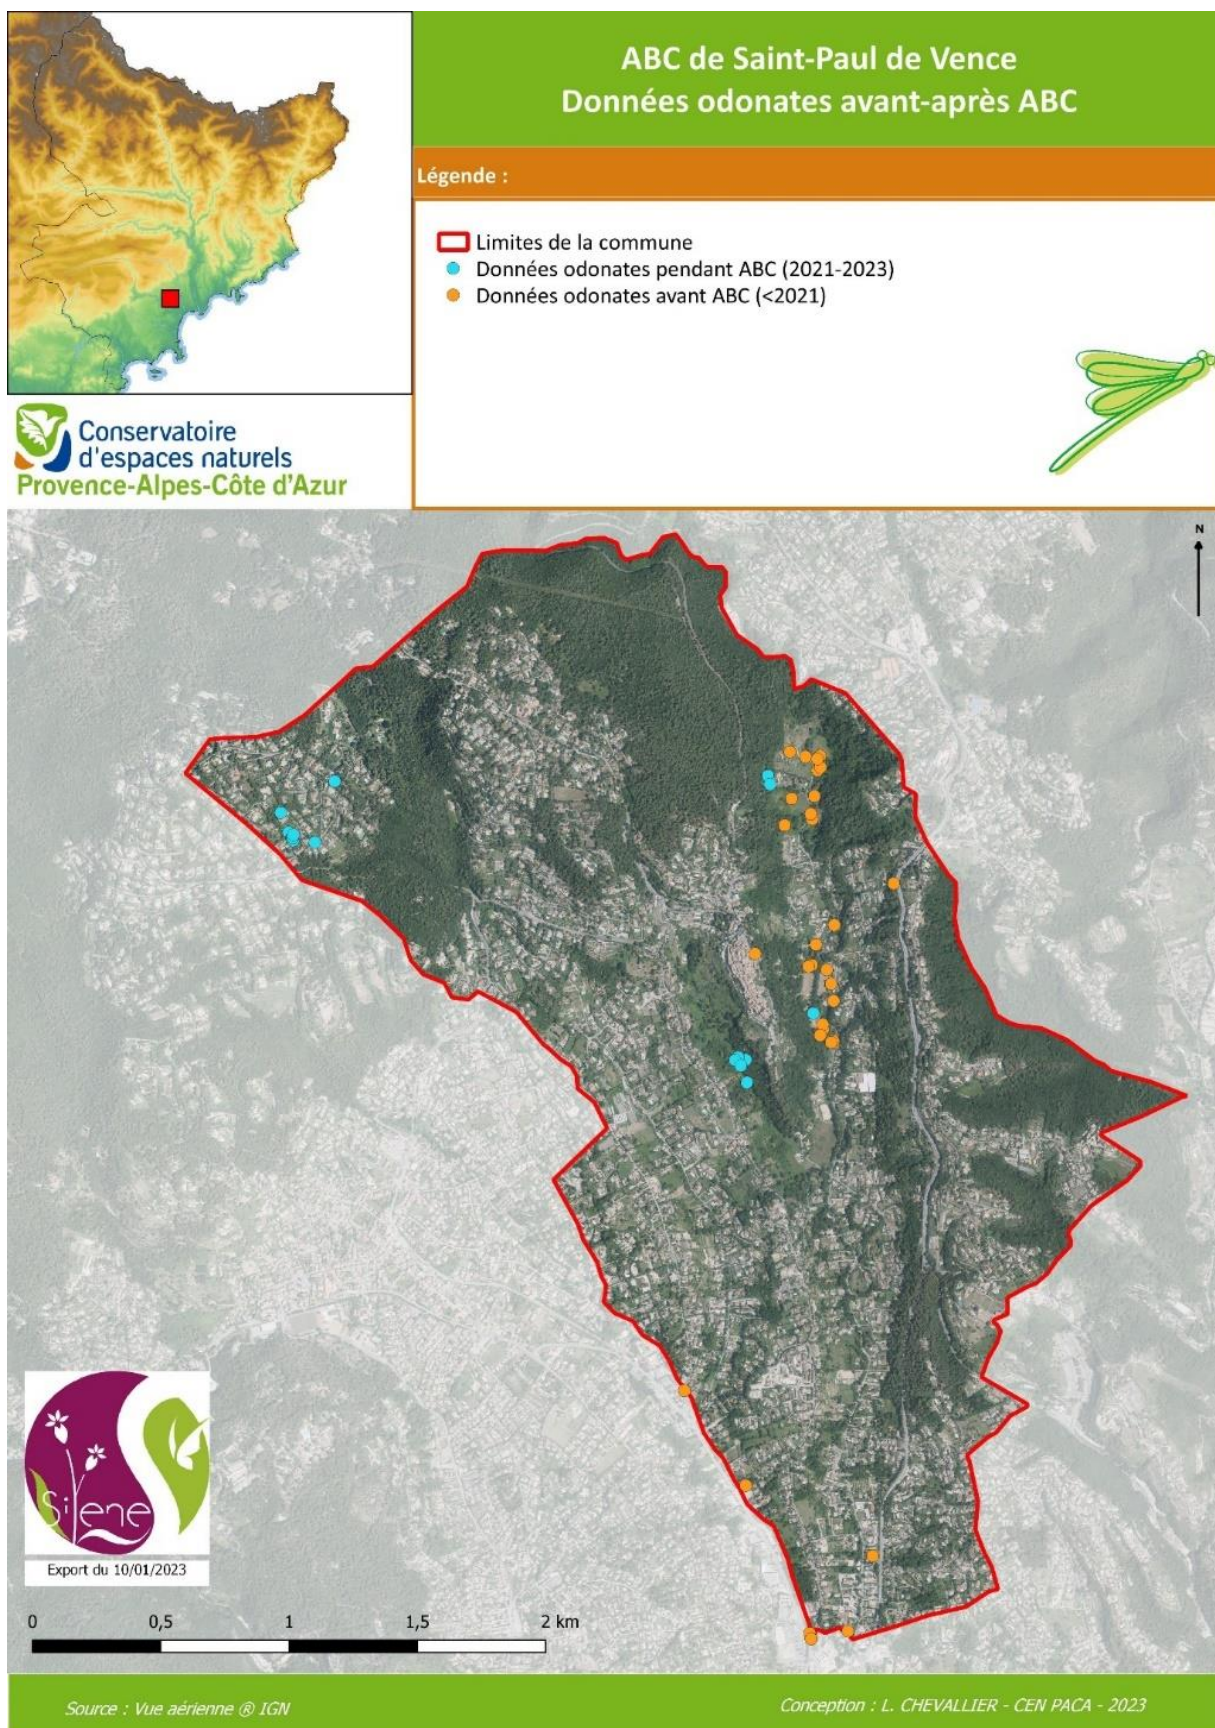 ABC de Saint-Paul de Vence
Données odonates avant-après ABC
Légende :
Limites de la commune
Données odonates pendant ABC (2021-2023)
Données odonates avant ABC (<2021)
Conservatoire
d'espaces naturels
Provence-Alpes-Côte d'Azur
N
Silene
Export du 10/01/2023
0 0,5 1 1,5 2 km
Source : Vue aérienne ® IGN
Conception : L. CHEVALLIER - CEN PACA - 2023